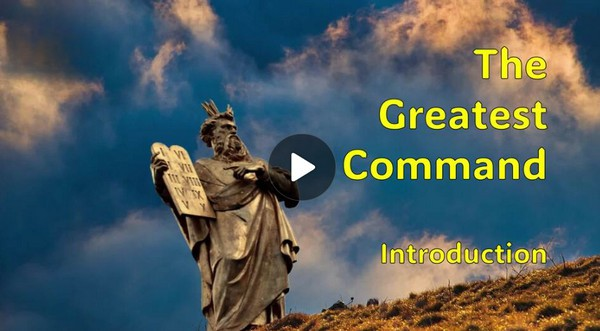 The
Greatest
Command
Introduction